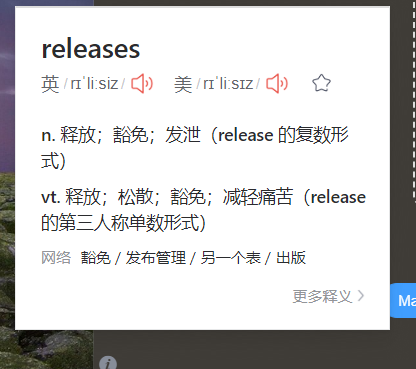 releases
英 / rɪˈliːsiz / 美 / rɪˈliːsɪz /
n. 释放；豁免；发泄（release 的复数形
式）
vt. 释放；松散；豁免；减轻痛苦（release
的第三人称单数形式）
网络 豁免 / 发布管理 / 另一个表 / 出版
更多释义
Ma